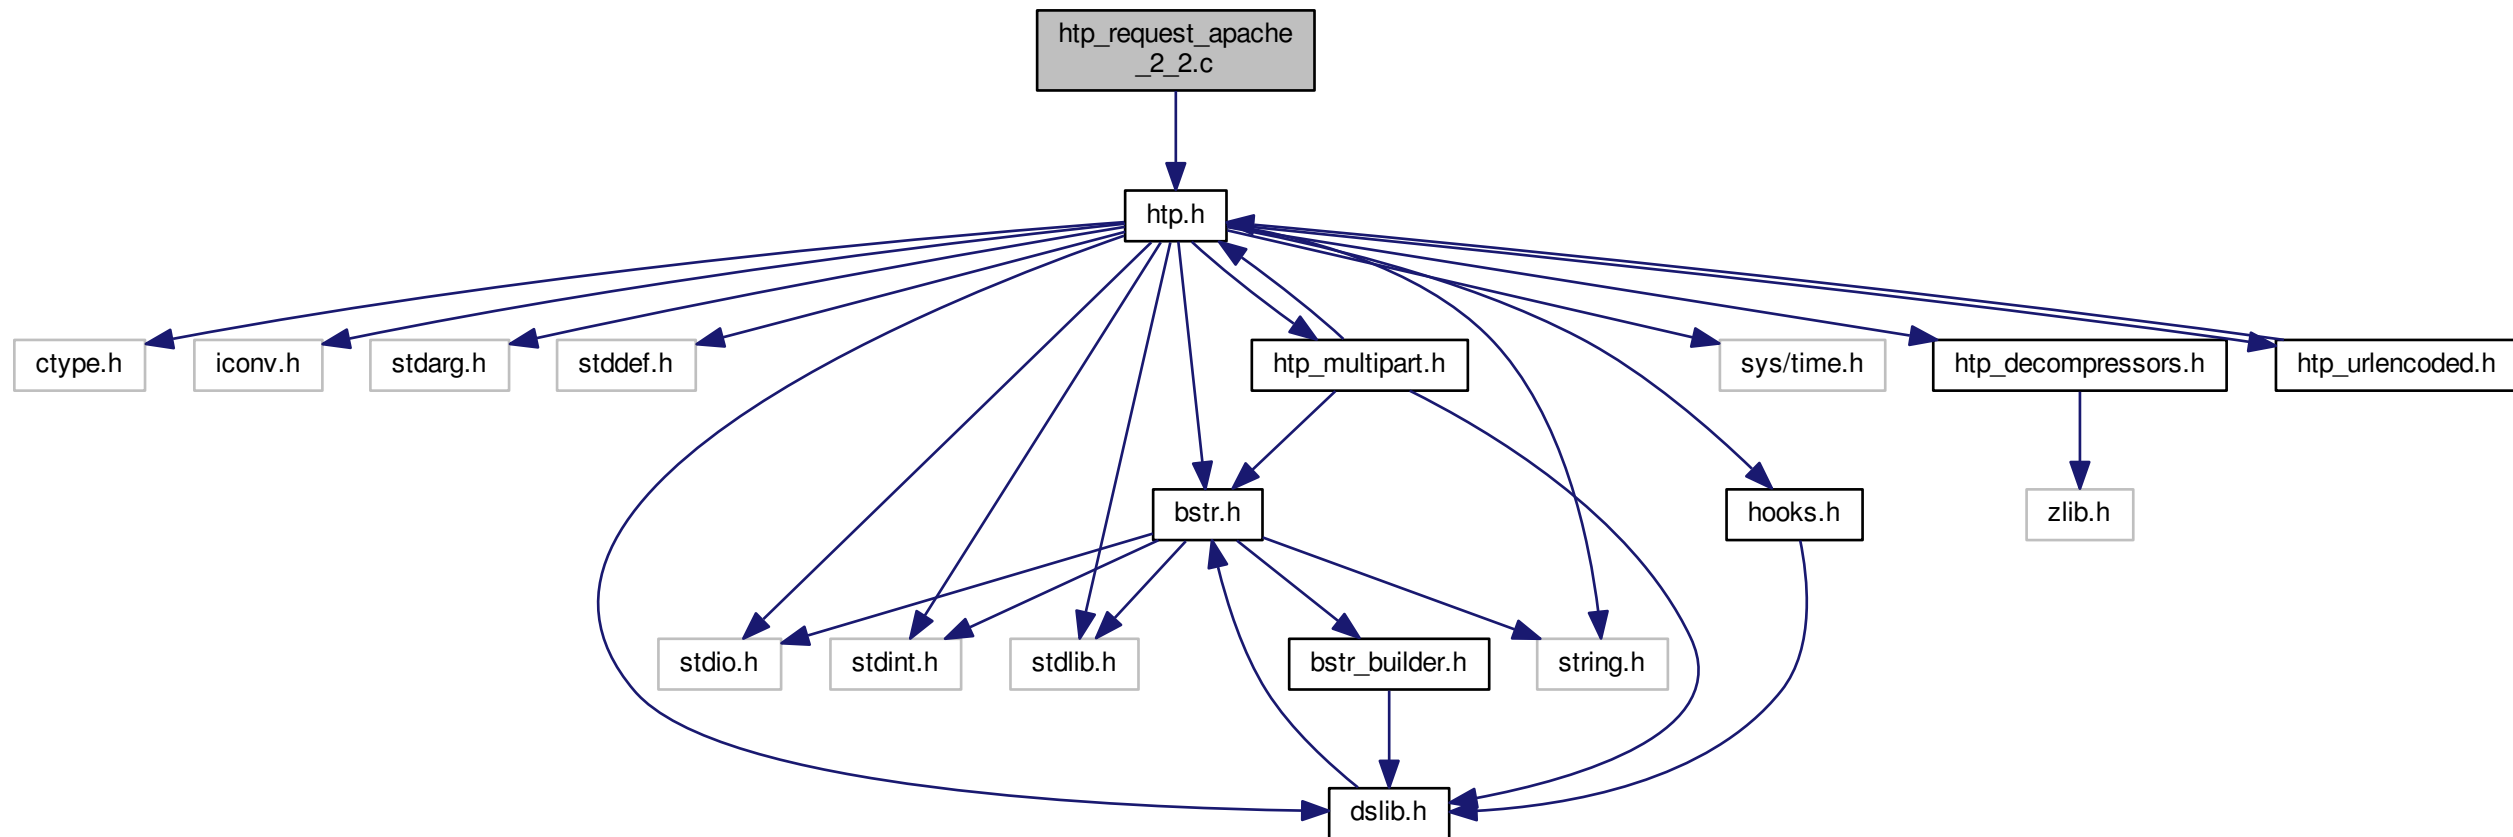 htp_request_apache
_2_2.c
htp.h
ctype.h
iconv.h
stdarg.h
stddef.h
htp_multipart.h
sys/time.h
htp_decompressors.h
htp_urlencoded.h
bstr.h
hooks.h
zlib.h
stdio.h
stdint.h
stdlib.h
bstr_builder.h
string.h
dslib.h